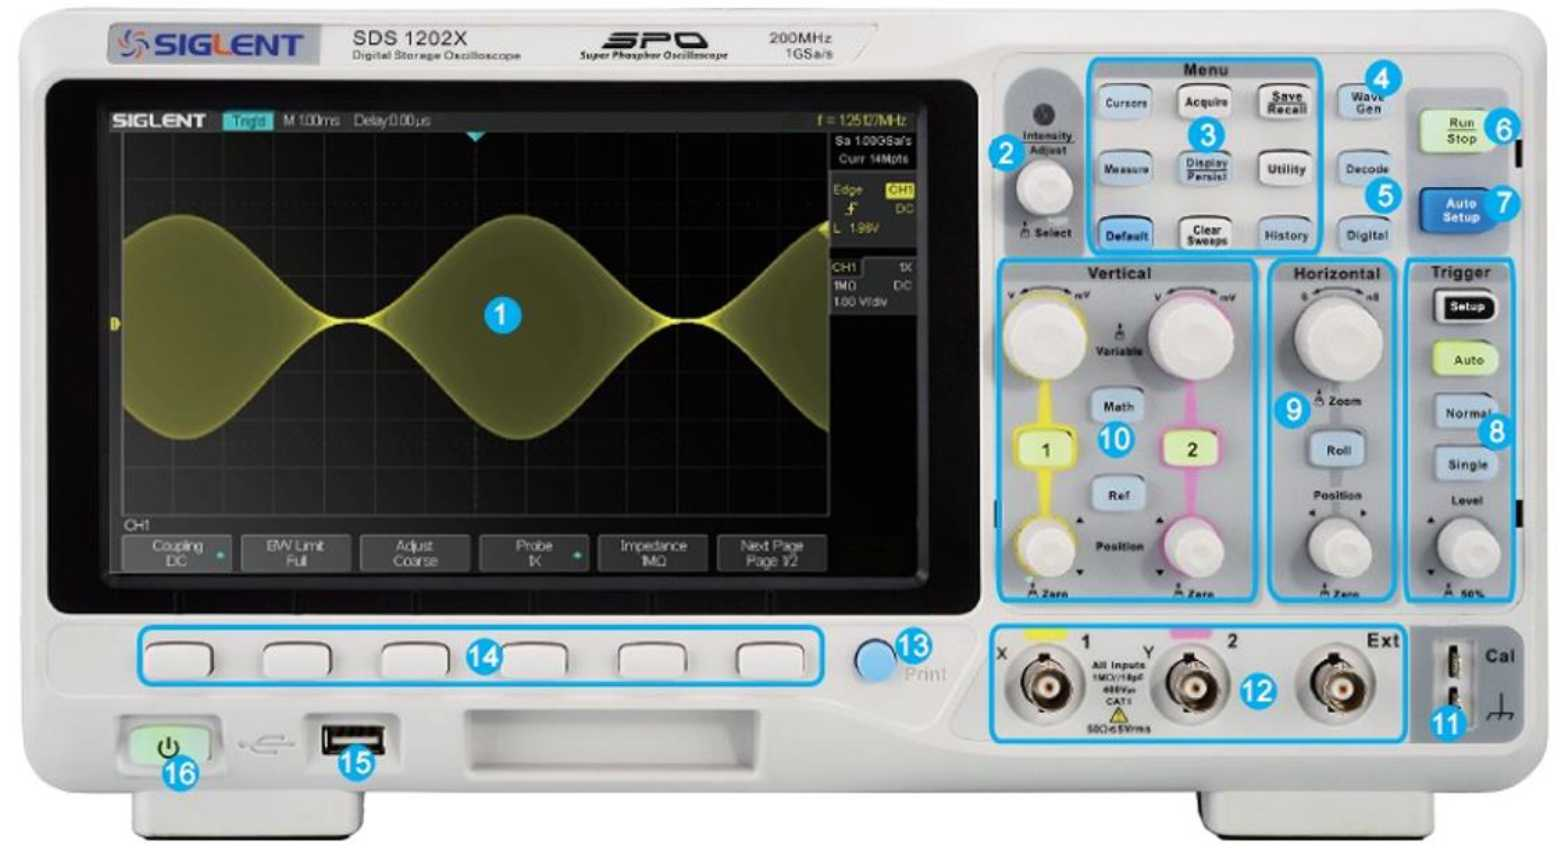 SIGLENT
SDS 1202X
Digital Storage Oscilloscope
SPO
Super Phosphor Oscilloscope
200MHz
1GSa/s
SIGLENT Trig'd M 1.00ms Delay:0.00µs f = 1.25127MHz
Sa 1.00GSa/s
Curr 14Mpts
Edge CH1
DC
L 1.96V
CH1 1X
1MΩ DC
1.00 V/div
1
CH1
Coupling
DC
BW Limit
Full
Adjust
Coarse
Probe
1X
Impedance
1MΩ
Next Page
Page 1/2
14
13
Print
16
15
Intensity
Adjust
2
Select
Menu
Cursors
Acquire
Save
Recall
3
Measure
Display
Persist
Utility
Default
Clear
Sweeps
History
4
Wave
Gen
Decode
5
Digital
Run
Stop
6
Auto
Setup
7
Vertical
V mV
V mV
Variable
Math
10
1
2
Ref
Position
Zero
Zero
Horizontal
S nS
Zoom
9
Roll
Position
Zero
Trigger
Setup
Auto
Normal
8
Single
Level
50%
X
1
All Inputs
CAT I
Y
2
12
Ext
Cal
11